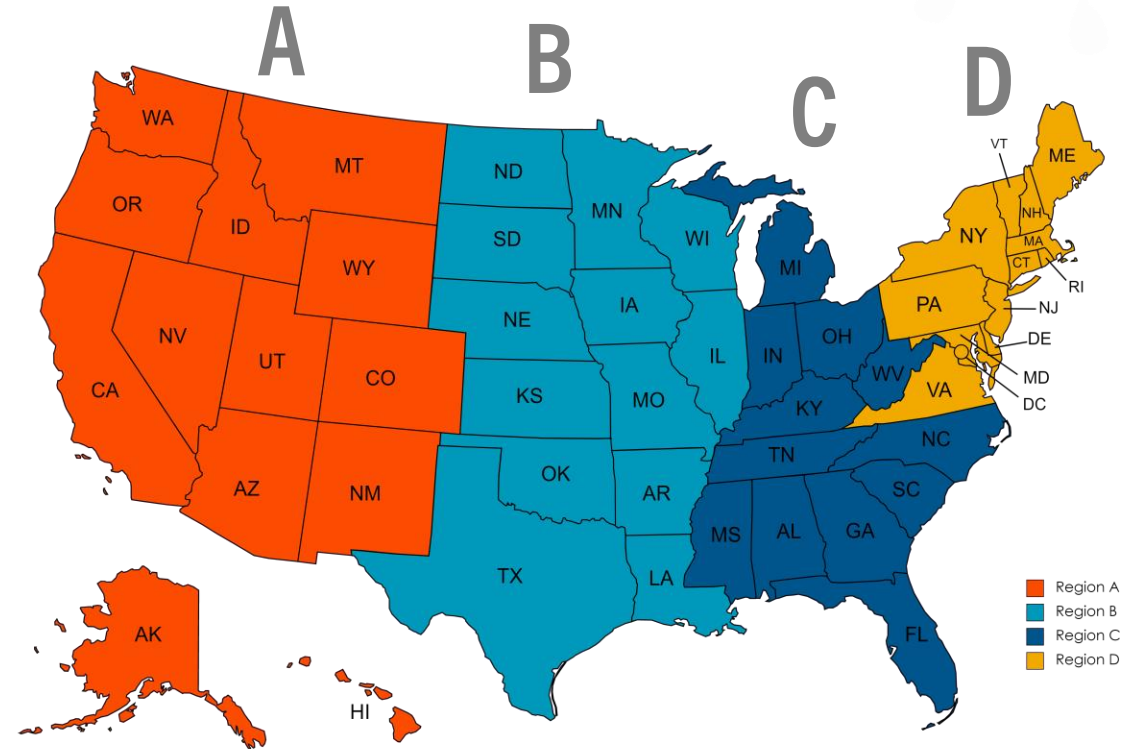 A
B
C
D
WA
OR
ID
MT
WY
CA
NV
UT
CO
AZ
NM
AK
HI
ND
SD
NE
KS
OK
TX
MN
IA
MO
AR
LA
WI
IL
MI
IN
OH
KY
WV
TN
NC
SC
MS
AL
GA
FL
VT
ME
NH
NY
MA
CT
RI
PA
NJ
DE
MD
DC
VA
Region A
Region B
Region C
Region D